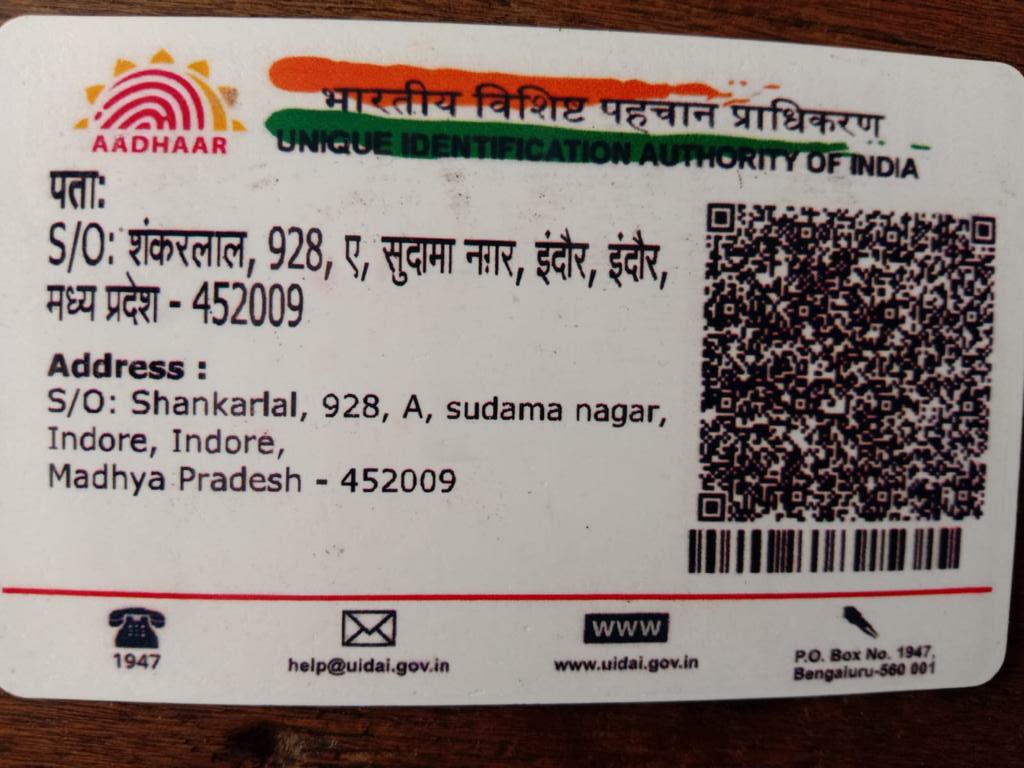 भारतीय विशिष्ट पहचान प्राधिकरण
AADHAAR
UNIQUE IDENTIFICATION AUTHORITY OF INDIA
पता:
S/O: शंकरलाल, 928, ए, सुदामा नगर, इंदौर, इंदौर,
मध्य प्रदेश - 452009
Address :
S/O: Shankarlal, 928, A, sudama nagar,
Indore, Indore,
Madhya Pradesh - 452009
WWW
1947
help@uidai.gov.in
www.uidai.gov.in
P.O. Box No. 1947,
Bengaluru-560 001